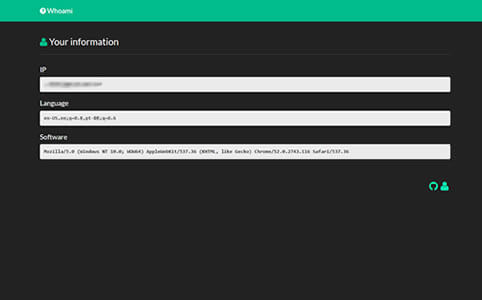 Whoami
Your information
IP
Language
en-US,en;q=0.8,pt-BR;q=0.6
Software
Mozilla/5.0 (Windows NT 10.0; WOW64) AppleWebKit/537.36 (KHTML, like Gecko) Chrome/52.0.2743.116 Safari/537.36